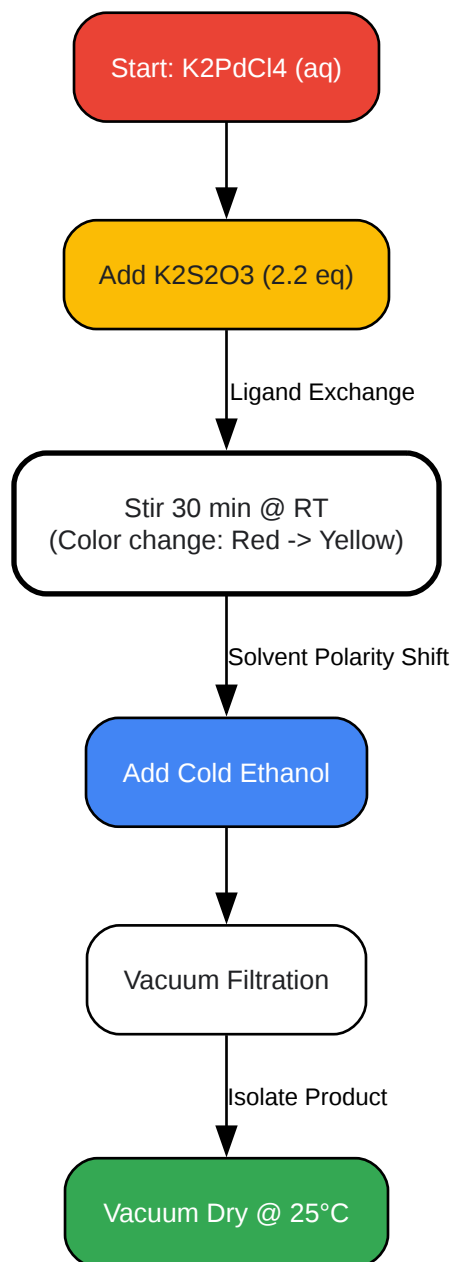 Start: K2PdCl4 (aq)
Add K2S2O3 (2.2 eq)
Ligand Exchange
Stir 30 min @ RT
(Color change: Red -> Yellow)
Solvent Polarity Shift
Add Cold Ethanol
Vacuum Filtration
Isolate Product
Vacuum Dry @ 25°C